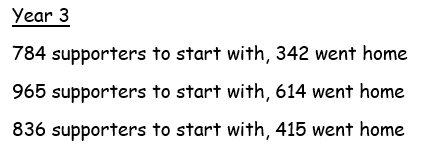 Year 3
784 supporters to start with, 342 went home
965 supporters to start with, 614 went home
836 supporters to start with, 415 went home